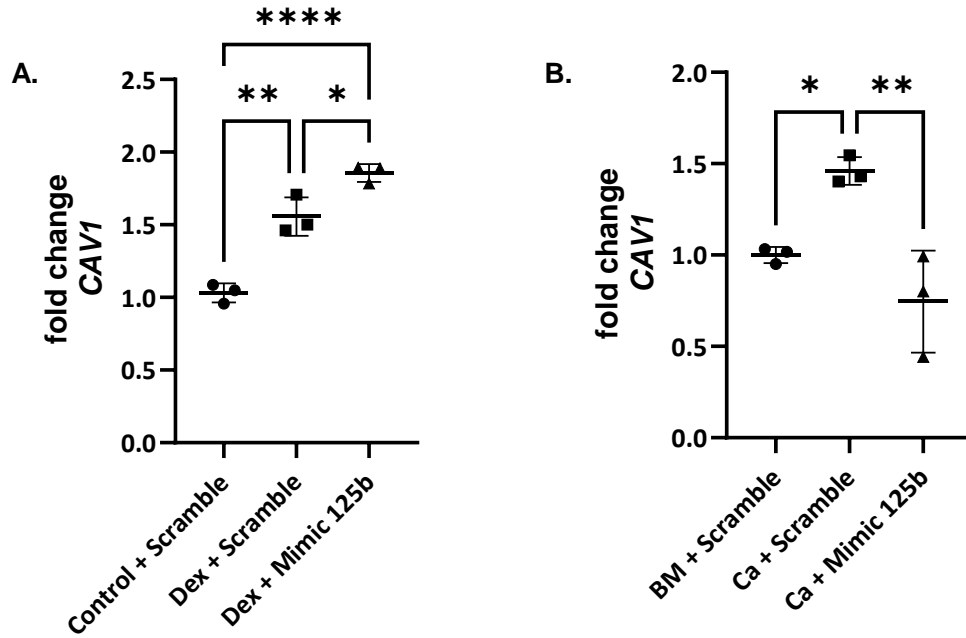 A.
fold change
CAV1
2.5
2.0
1.5
1.0
0.5
0.0
****
**
*
Control + Scramble
Dex + Scramble
Dex + Mimic 125b
B.
fold change
CAV1
2.0
1.5
1.0
0.5
0.0
*
**
BM + Scramble
Ca + Scramble
Ca + Mimic 125b